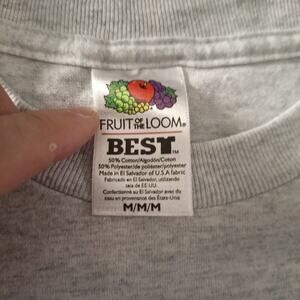 FRUIT OF THE LOOM®
BEST™
50% Cotton/Algodón/Coton
50% Polyester/de poliéster/polyester
Made in El Salvador of U.S.A fabric
Fabricado en El Salvador, utilizando
tela de EE.UU.
Confectionné au El Salvador avec du
tissu en provenance des États-Unis
M/M/M